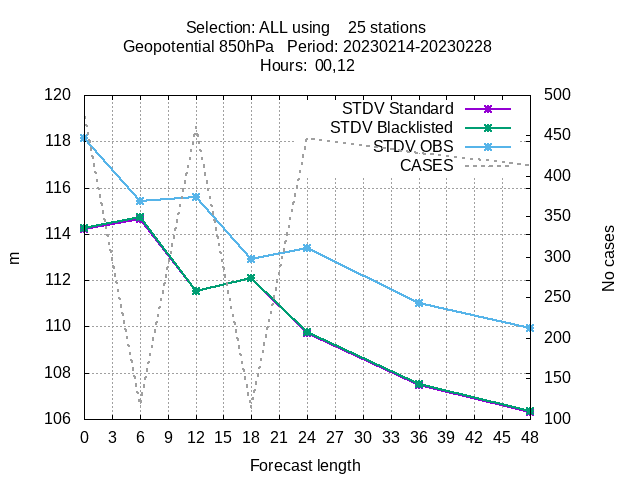 Selection: ALL using    25 stations
Geopotential 850hPa   Period: 20230214-20230228
Hours:  00,12
120 500
STDV Standard
STDV Blacklisted
STDV OBS
CASES
118 450
116 400
114 350
112 300
110 250
108 200
106 150
100
m
No cases
0 3 6 9 12 15 18 21 24 27 30 33 36 39 42 45 48
Forecast length